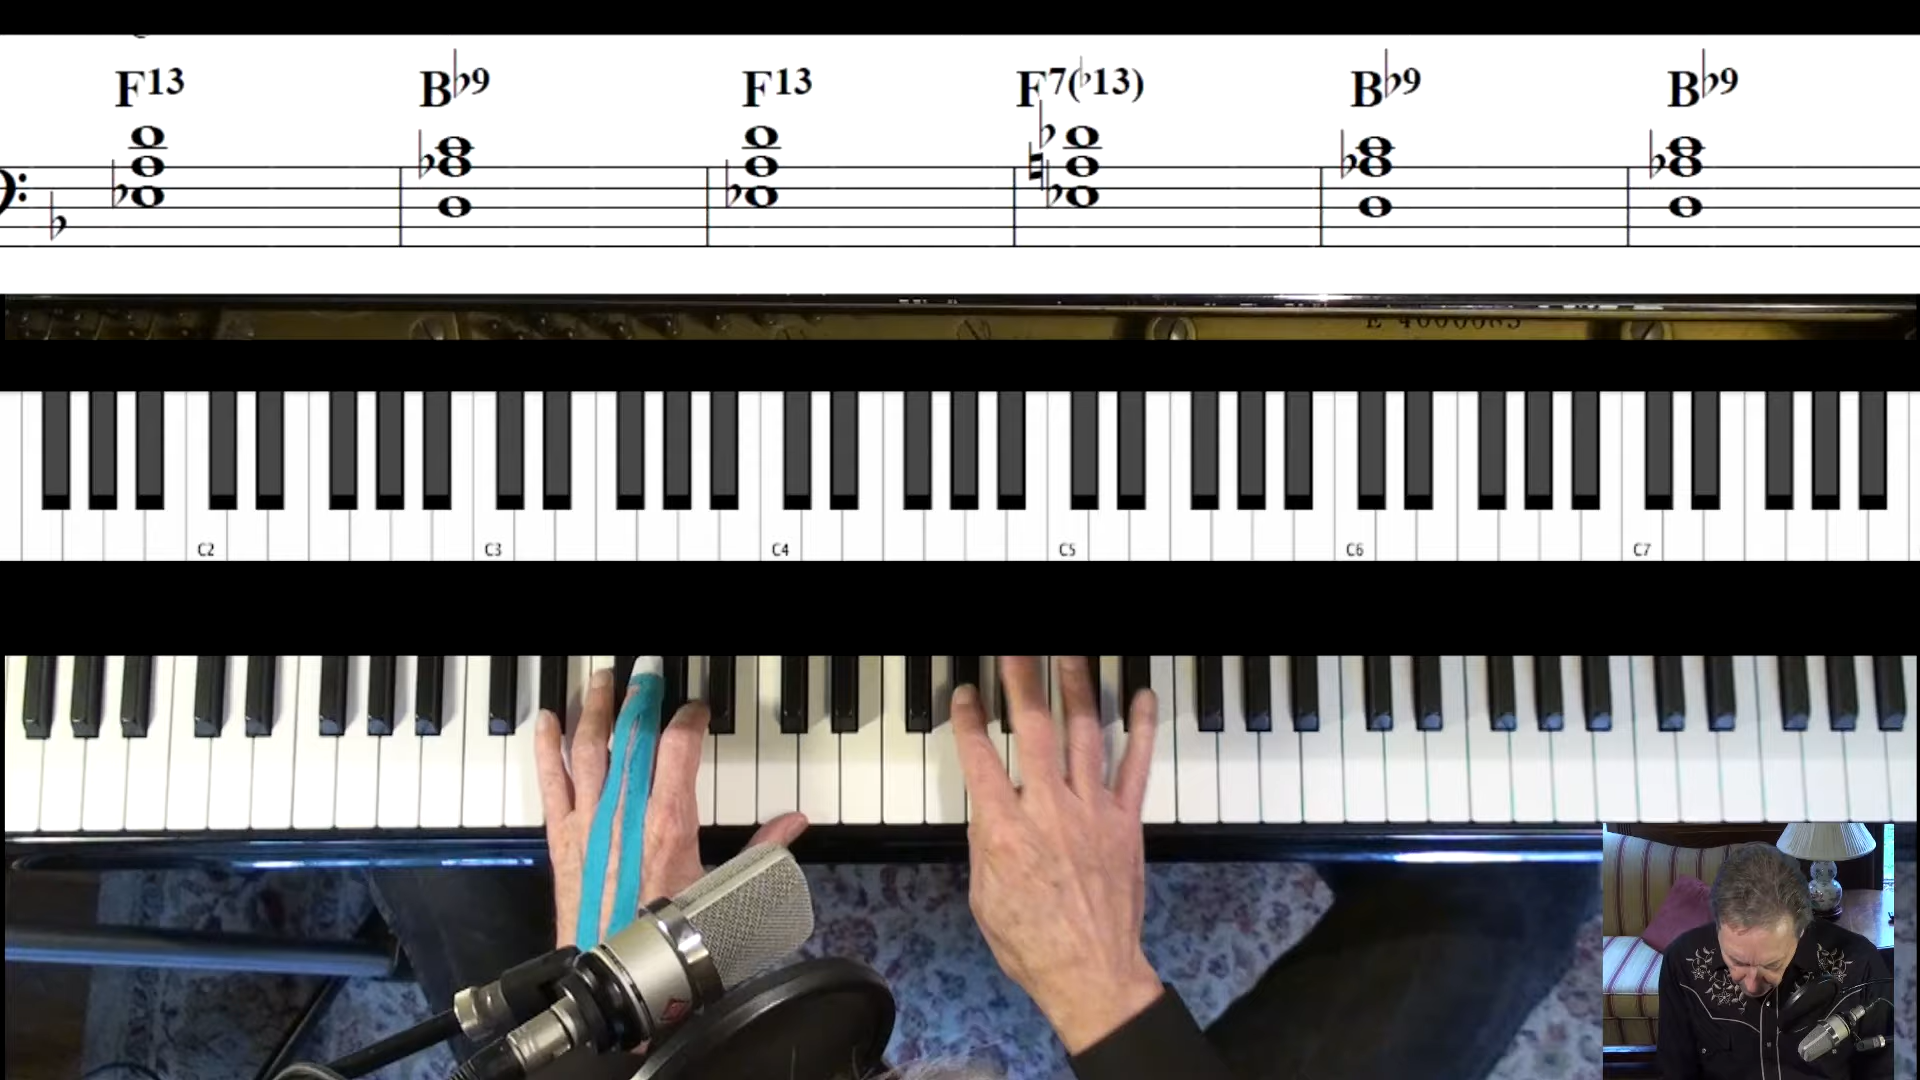 F13 B♭9 F13 F7(♭13) B♭9 B♭9
C2 C3 C4 C5 C6 C7